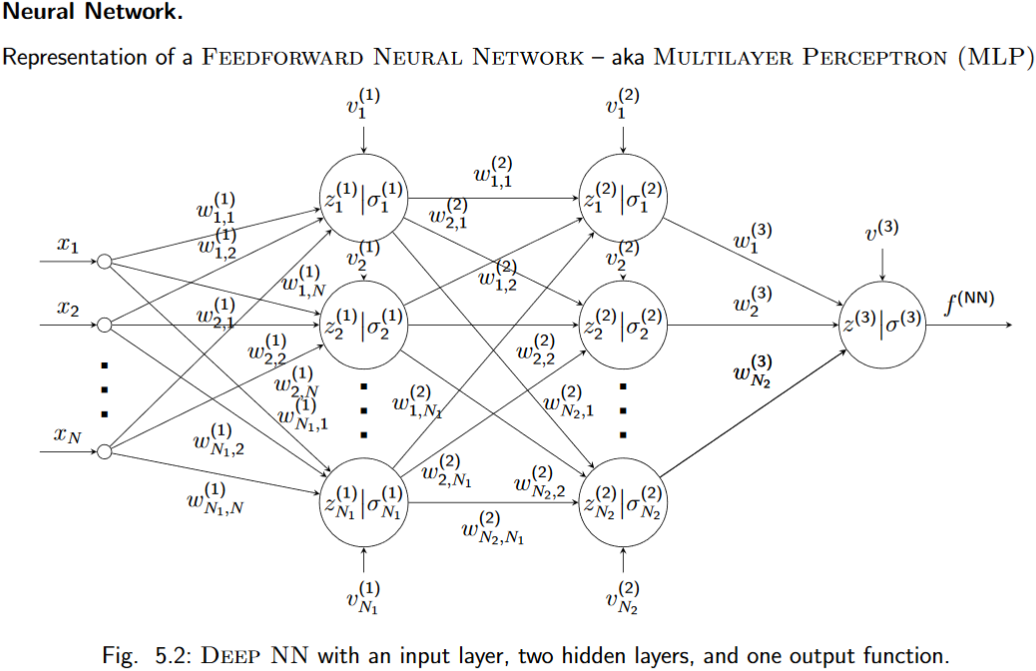 Neural Network.
Representation of a FEEDFORWARD NEURAL NETWORK – aka MULTILAYER PERCEPTRON (MLP)
v_1^{(1)}
v_1^{(2)}
w_{1,1}^{(2)}
z_1^{(1)}|σ_1^{(1)}
z_1^{(2)}|σ_1^{(2)}
w_{1,1}^{(1)}
w_{2,1}^{(2)}
x_1
w_{1,2}^{(1)}
v_2^{(1)}
v_2^{(2)}
w_1^{(3)}
v^{(3)}
w_{1,N}^{(1)}
w_{1,2}^{(2)}
x_2
w_{2,1}^{(1)}
z_2^{(1)}|σ_2^{(1)}
z_2^{(2)}|σ_2^{(2)}
w_2^{(3)}
z^{(3)}|σ^{(3)}
f^{(NN)}
w_{2,2}^{(1)}
w_{2,2}^{(2)}
w_{2,N}^{(1)}
w_{N_2}^{(3)}
w_{N_1,1}^{(1)}
w_{1,N_1}^{(2)}
w_{N_2,1}^{(2)}
x_N
w_{N_1,2}^{(1)}
w_{2,N_1}^{(2)}
w_{N_2,2}^{(2)}
w_{N_1,N}^{(1)}
z_{N_1}^{(1)}|σ_{N_1}^{(1)}
z_{N_2}^{(2)}|σ_{N_2}^{(2)}
w_{N_2,N_1}^{(2)}
v_{N_1}^{(1)}
v_{N_2}^{(2)}
Fig. 5.2: DEEP NN with an input layer, two hidden layers, and one output function.